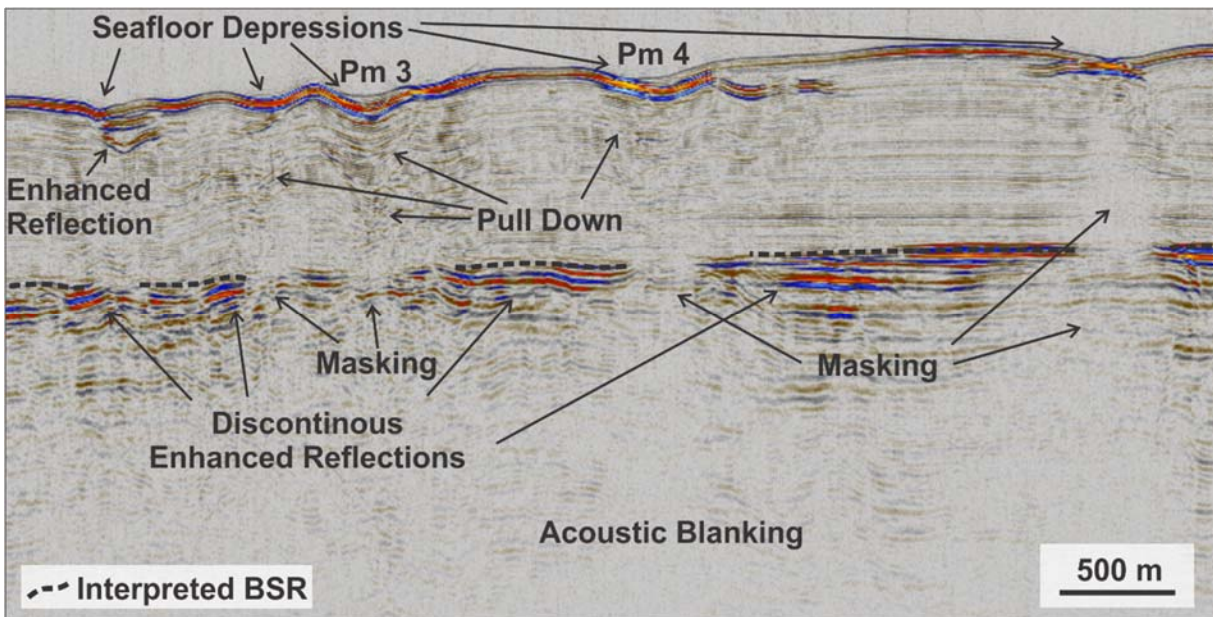 Seafloor Depressions
Pm 3
Pm 4
Enhanced
Reflection
Pull Down
Masking
Masking
Discontinous
Enhanced Reflections
Acoustic Blanking
Interpreted BSR
500 m